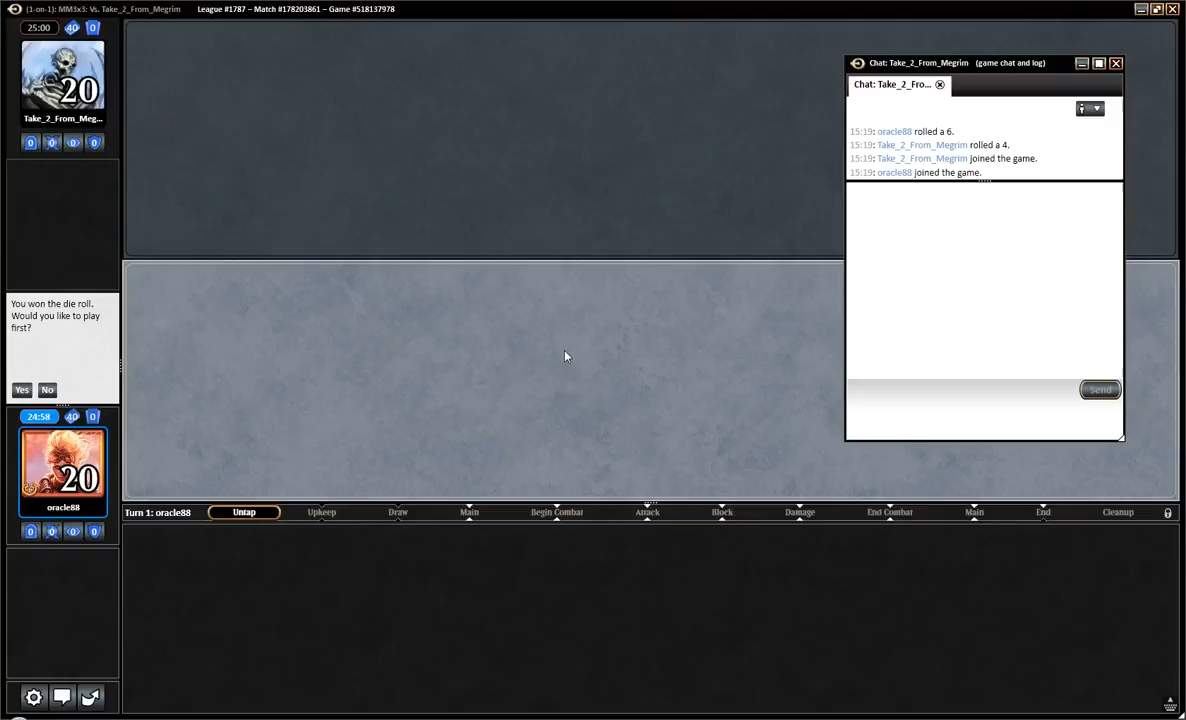 (1-on-1): MM3x3: Vs. Take_2_From_Megrim League #1787 – Match #178203861 – Game #518137978
25:00 40 0
20
Take_2_From_Meg...
0 0 0 0
Chat: Take_2_From_Megrim (game chat and log)
Chat: Take_2_Fro...
15:19: oracle88 rolled a 6.
15:19: Take_2_From_Megrim rolled a 4.
15:19: Take_2_From_Megrim joined the game.
15:19: oracle88 joined the game.
Send
You won the die roll.
Would you like to play
first?
Yes No
24:58 40 0
20
oracle88
0 0 0 0
Turn 1: oracle88 Untap Upkeep Draw Main Begin Combat Attack Block Damage End Combat Main End Cleanup